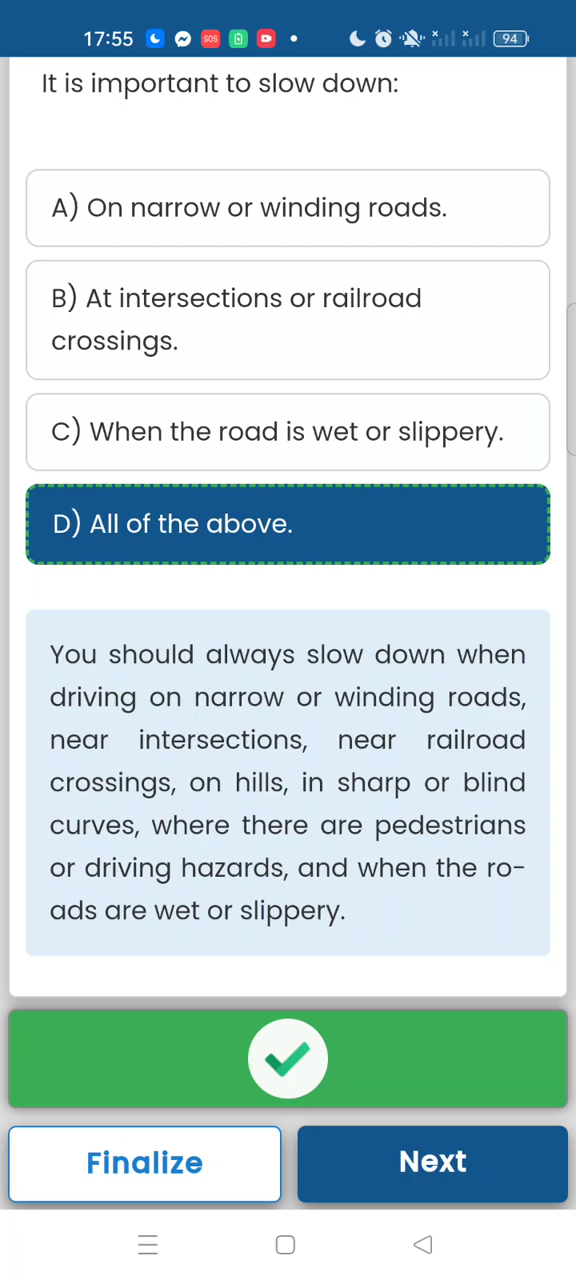 17:55 SOS 94
It is important to slow down:
A) On narrow or winding roads.
B) At intersections or railroad
crossings.
C) When the road is wet or slippery.
D) All of the above.
You should always slow down when
driving on narrow or winding roads,
near intersections, near railroad
crossings, on hills, in sharp or blind
curves, where there are pedestrians
or driving hazards, and when the ro-
ads are wet or slippery.
Finalize Next